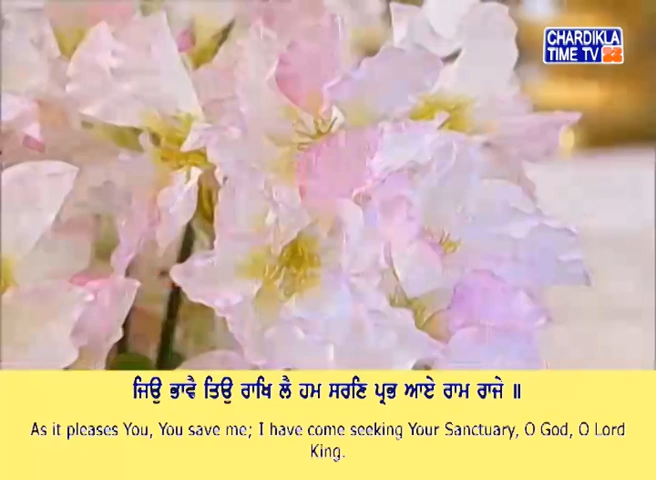 CHARDIKLA
TIME TV
ਜਿਉ ਭਾਵੈ ਤਿਉ ਰਾਖਿ ਲੈ ਹਮ ਸਰਣਿ ਪ੍ਰਭ ਆਏ ਰਾਮ ਰਾਜੇ ॥
As it pleases You, You save me; I have come seeking Your Sanctuary, O God, O Lord
King.